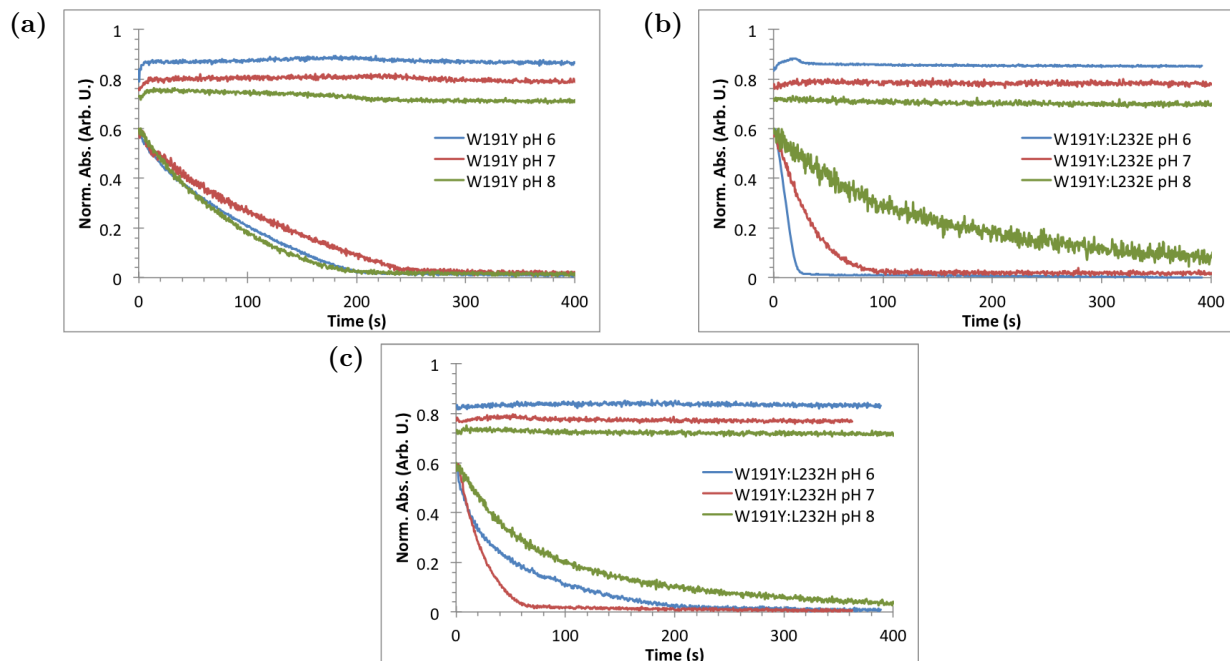 (a)
Norm. Abs. (Arb. U.)
1
0.8
0.6
0.4
0.2
0
W191Y pH 6
W191Y pH 7
W191Y pH 8
0 100 200 300 400
Time (s)
(b)
Norm. Abs. (Arb. U.)
1
0.8
0.6
0.4
0.2
0
W191Y:L232E pH 6
W191Y:L232E pH 7
W191Y:L232E pH 8
0 100 200 300 400
Time (s)
(c)
Norm. Abs. (Arb. U.)
1
0.8
0.6
0.4
0.2
0
W191Y:L232H pH 6
W191Y:L232H pH 7
W191Y:L232H pH 8
0 100 200 300 400
Time (s)